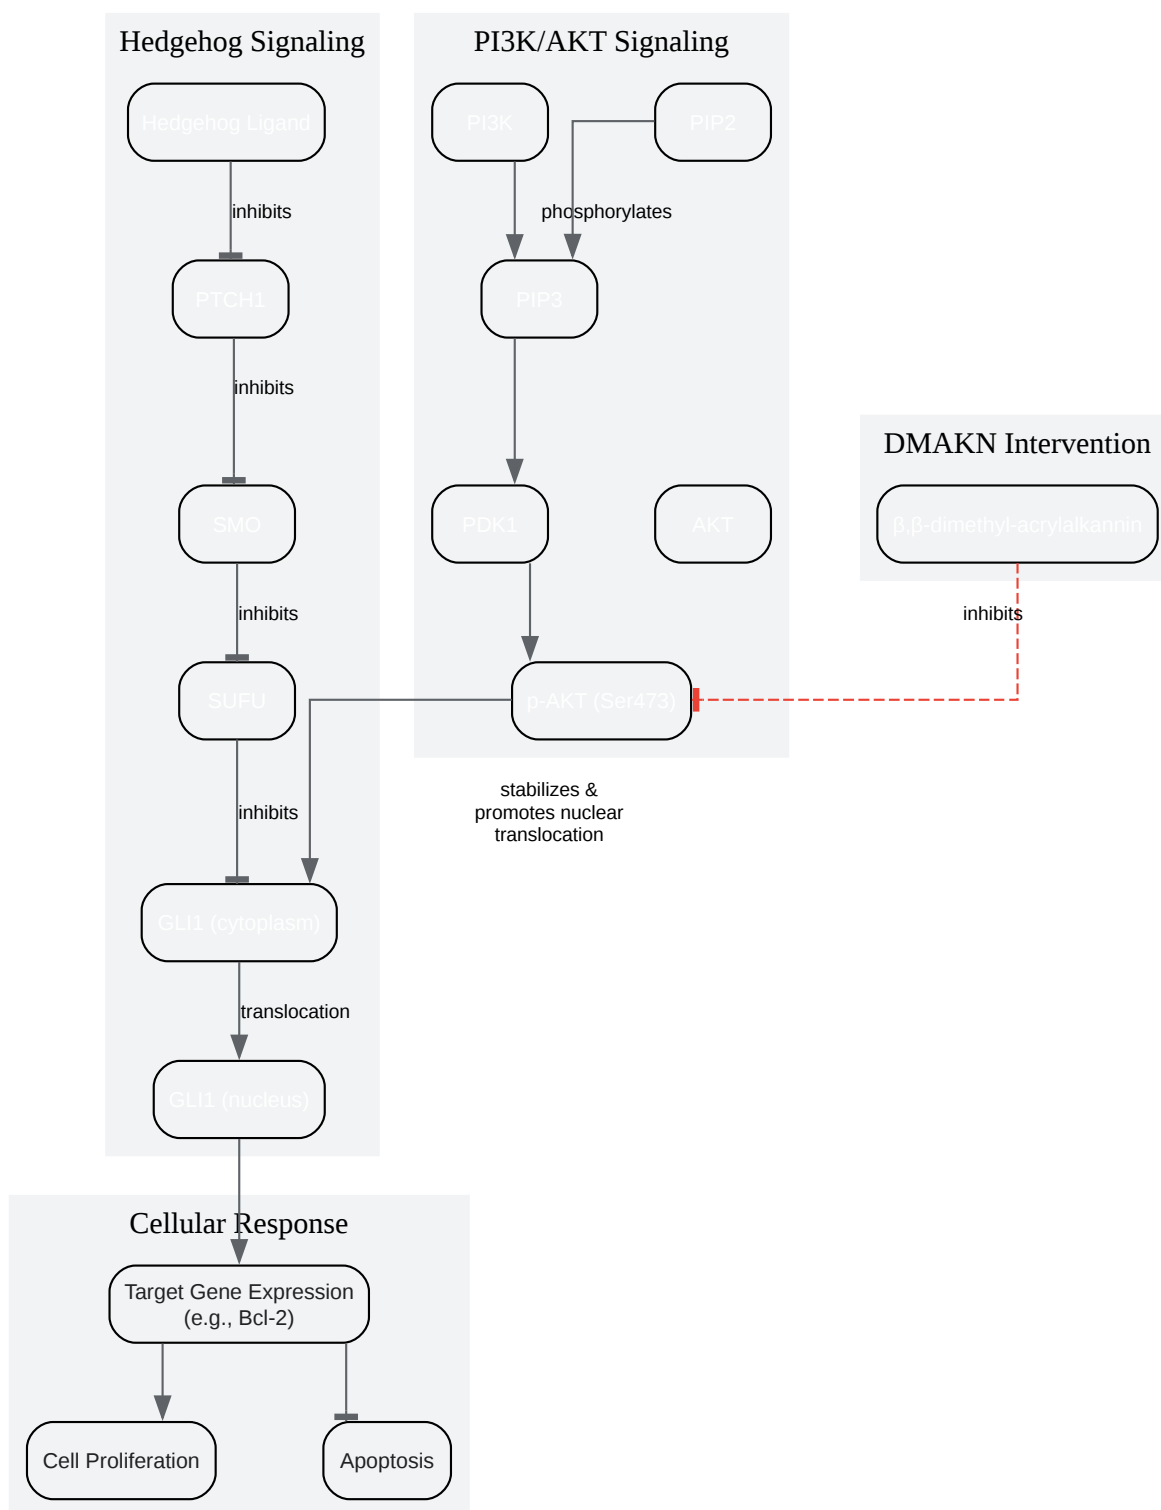 Hedgehog Signaling
PI3K/AKT Signaling
Hedgehog Ligand
PI3K
PIP2
inhibits
phosphorylates
PTCH1
PIP3
inhibits
DMAKN Intervention
SMO
PDK1
AKT
β,β-dimethyl-acrylalkannin
inhibits
inhibits
SUFU
p-AKT (Ser473)
inhibits
stabilizes &
promotes nuclear
translocation
GLI1 (cytoplasm)
translocation
GLI1 (nucleus)
Cellular Response
Target Gene Expression
(e.g., Bcl-2)
Cell Proliferation
Apoptosis